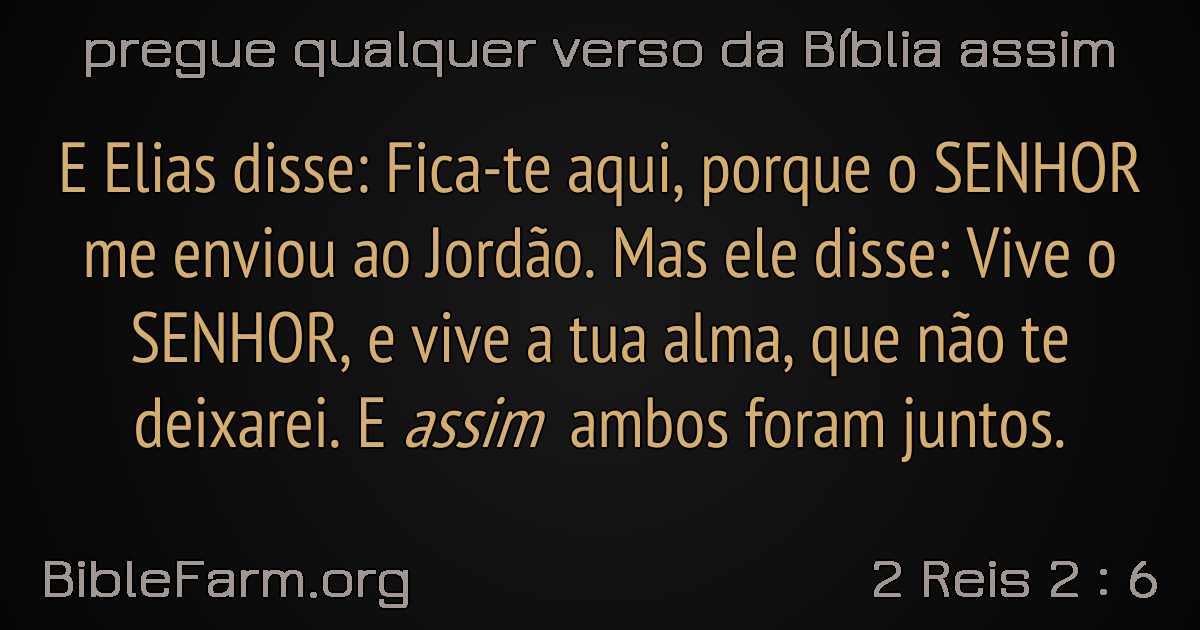 pregue qualquer verso da Bíblia assim
E Elias disse: Fica-te aqui, porque o SENHOR
me enviou ao Jordão. Mas ele disse: Vive o
SENHOR, e vive a tua alma, que não te
deixarei. E assim ambos foram juntos.
BibleFarm.org
2 Reis 2 : 6